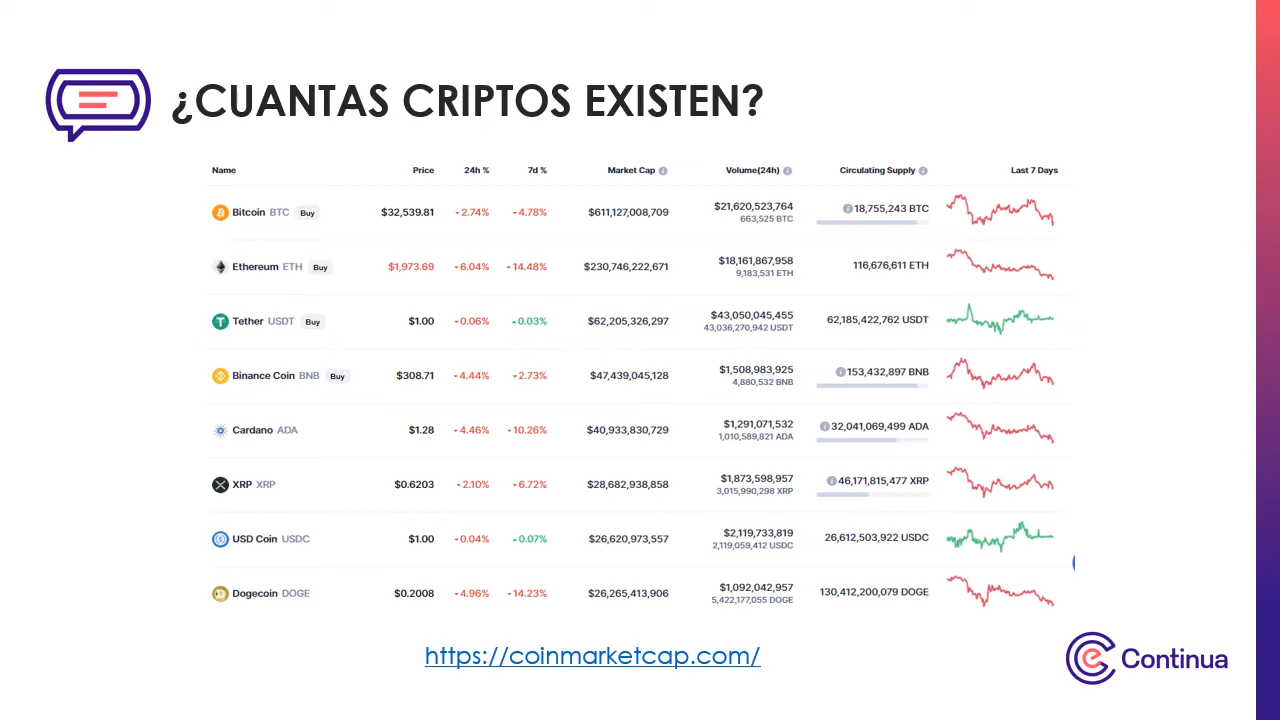 ¿CUANTAS CRIPTOS EXISTEN?
Name Price 24h % 7d % Market Cap Volume(24h) Circulating Supply Last 7 Days
Bitcoin BTC Buy $32,539.81 2.74% 4.78% $611,127,008,709 $21,620,523,764 18,755,243 BTC
663,525 BTC
Ethereum ETH Buy $1,973.69 6.04% 14.48% $230,746,222,671 $18,161,867,958 116,676,611 ETH
9,183,531 ETH
Tether USDT Buy $1.00 0.06% 0.03% $62,205,326,297 $43,050,045,455 62,185,422,762 USDT
43,036,270,942 USDT
Binance Coin BNB Buy $308.71 4.44% 2.73% $47,439,045,128 $1,508,983,925 153,432,897 BNB
4,880,532 BNB
Cardano ADA $1.28 4.46% 10.26% $40,933,830,729 $1,291,071,532 32,041,069,499 ADA
1,010,589,821 ADA
XRP XRP $0.6203 2.10% 6.72% $28,682,938,858 $1,873,598,957 46,171,815,477 XRP
3,015,990,298 XRP
USD Coin USDC $1.00 0.04% 0.07% $26,620,973,557 $2,119,733,819 26,612,503,922 USDC
2,119,059,412 USDC
Dogecoin DOGE $0.2008 4.96% 14.23% $26,265,413,906 $1,092,042,957 130,412,200,079 DOGE
5,422,177,055 DOGE
https://coinmarketcap.com/
Continua